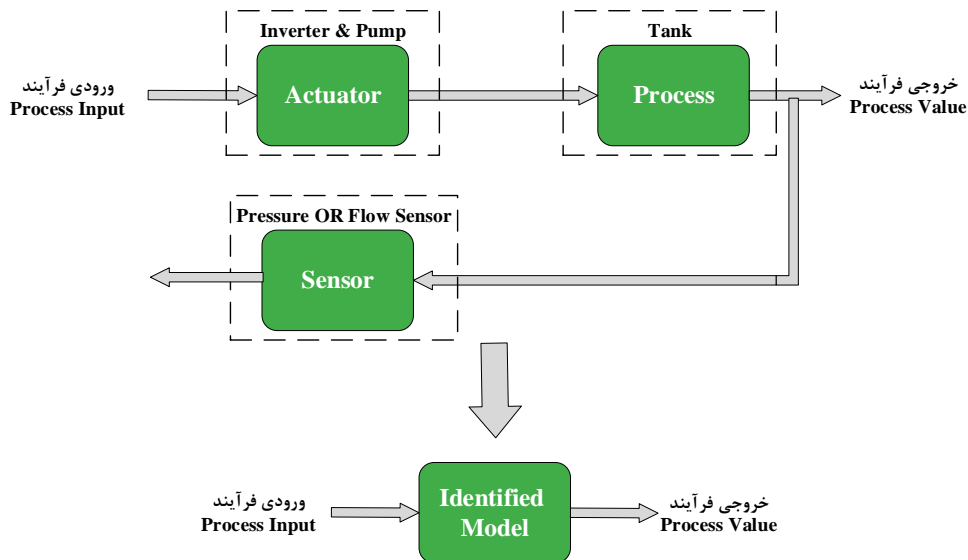 Inverter & Pump
Tank
ورودی فرآیند
Process Input
Actuator
Process
خروجی فرآیند
Process Value
Pressure OR Flow Sensor
Sensor
ورودی فرآیند
Process Input
Identified
Model
خروجی فرآیند
Process Value